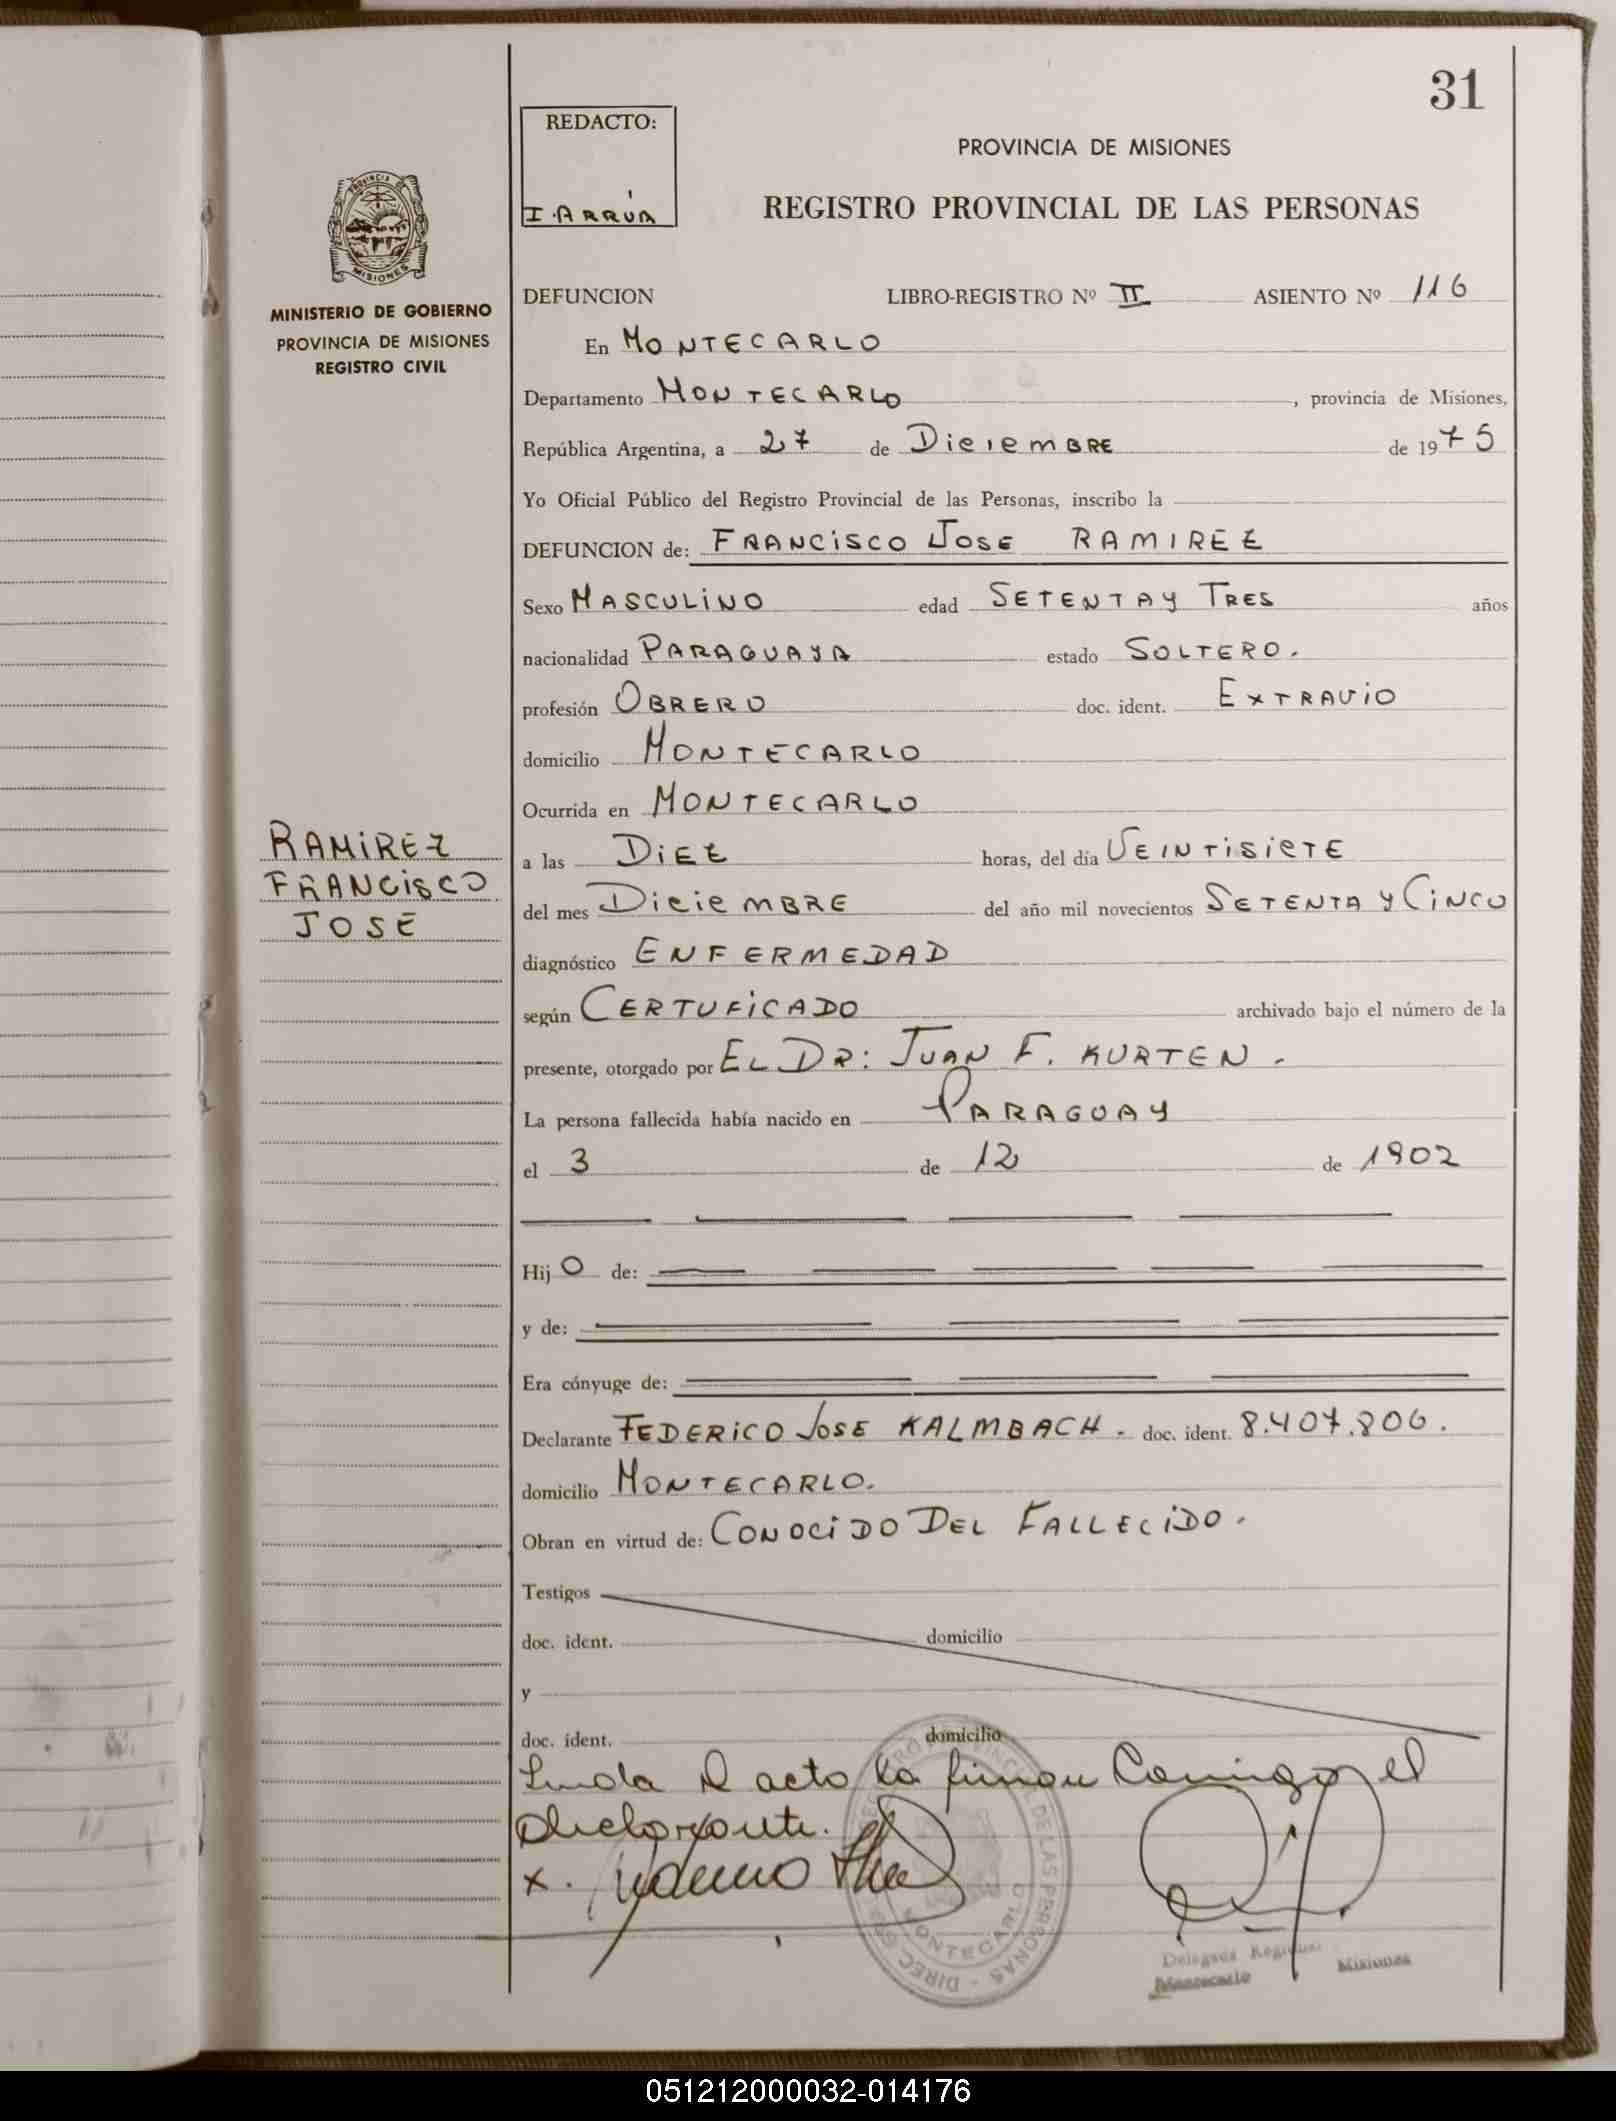 31
REDACTO:
I. ARRÚA
PROVINCIA DE MISIONES
REGISTRO PROVINCIAL DE LAS PERSONAS
PROVINCIA DE
MISIONES
MINISTERIO DE GOBIERNO
PROVINCIA DE MISIONES
REGISTRO CIVIL
DEFUNCION LIBRO-REGISTRO Nº II ASIENTO Nº 116
En MONTECARLO
Departamento MONTECARLO, provincia de Misiones,
República Argentina, a 27 de DicieMBRE de 1975
Yo Oficial Público del Registro Provincial de las Personas, inscribo la
DEFUNCION de: FRANCiSCO JOSE RAMIREZ
Sexo MASCULiNO edad SETENTA Y TRES años
nacionalidad PARAGUAYA estado SOLTERO.
profesión OBRERO doc. ident. EXTRAViO
domicilio MONTECARLO
Ocurrida en MONTECARLO
a las DiEZ horas, del día VEINTiSiETE
del mes DicieMBRE del año mil novecientos SETENTA Y CiNCO
diagnóstico ENFERMEDAD
según CERTUFiCADO archivado bajo el número de la
presente, otorgado por EL DR: JUAN F. KURTEN.
La persona fallecida había nacido en PARAGUAY
el 3 de 12 de 1902
Hijo de:
y de:
Era cónyuge de:
Declarante FEDERiCO JOSE KALMBACH. doc. ident. 8.407.806.
domicilio MONTECARLO.
Obran en virtud de: CONOCiDO DEL FALLECiDO.
Testigos
doc. ident. domicilio
y
doc. ident. domicilio
RAMiREZ
FRANCiSCO
JOSE
Leida el acto la firman Conmigo el
declarante.
x.
MONTECARLO
Delegado Regional
Montecarlo Misiones
051212000032-014176